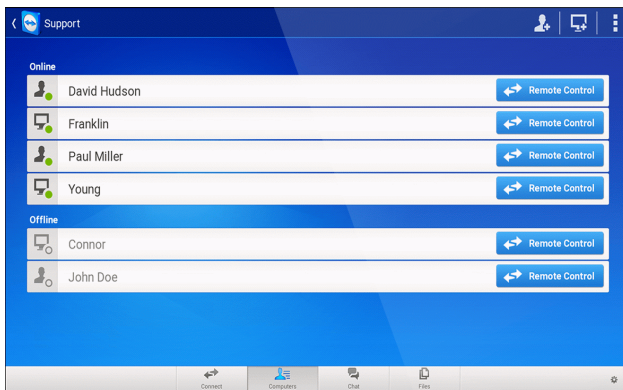 Support
Online
David Hudson Remote Control
Franklin Remote Control
Paul Miller Remote Control
Young Remote Control
Offline
Connor Remote Control
John Doe Remote Control
Connect Computers Chat Files